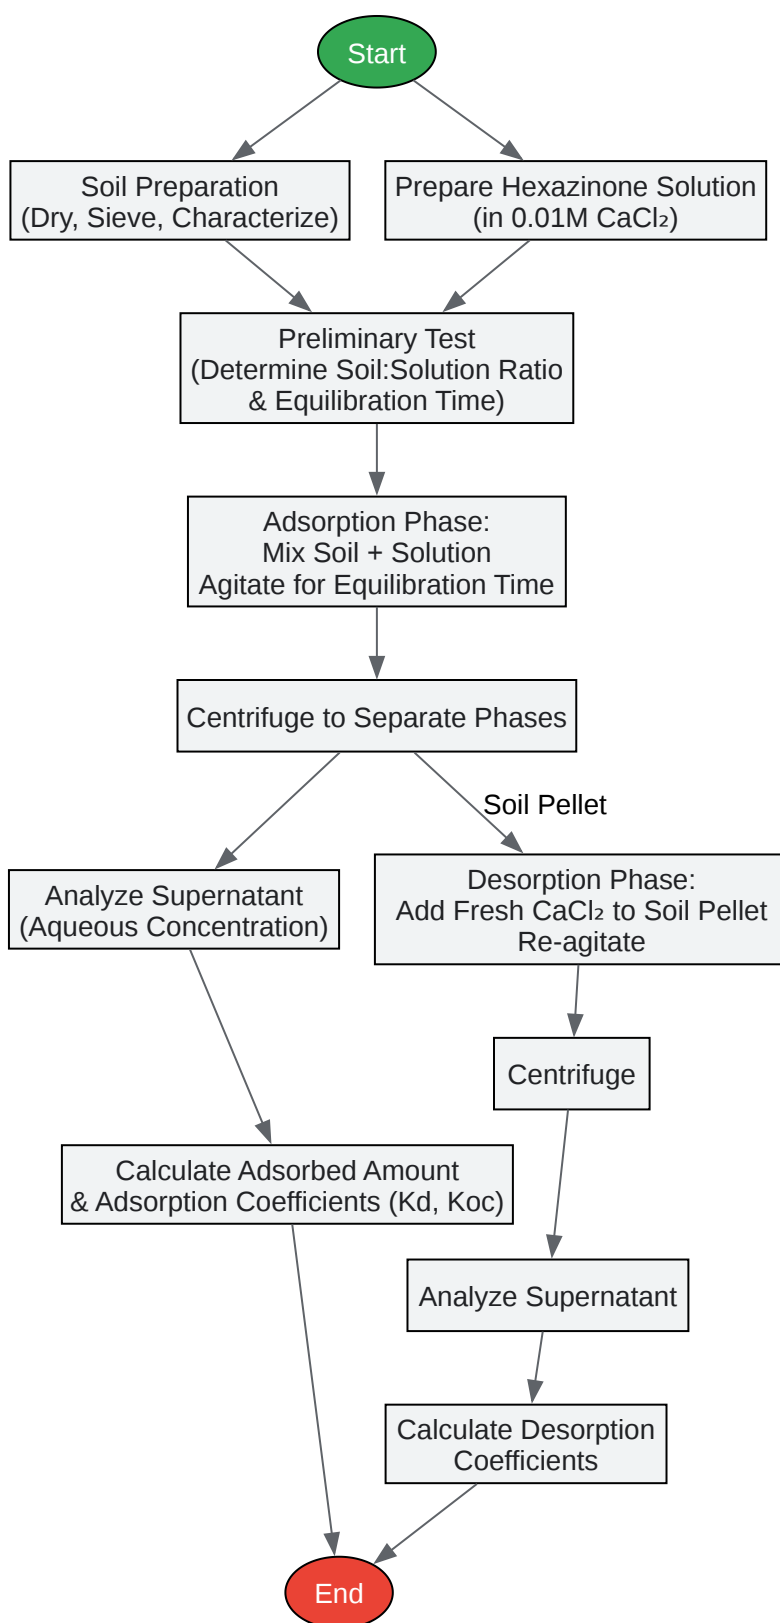 Start
Soil Preparation
(Dry, Sieve, Characterize)
Prepare Hexazinone Solution
(in 0.01M CaCl₂)
Preliminary Test
(Determine Soil:Solution Ratio
& Equilibration Time)
Adsorption Phase:
Mix Soil + Solution
Agitate for Equilibration Time
Centrifuge to Separate Phases
Soil Pellet
Analyze Supernatant
(Aqueous Concentration)
Desorption Phase:
Add Fresh CaCl₂ to Soil Pellet
Re-agitate
Centrifuge
Calculate Adsorbed Amount
& Adsorption Coefficients (Kd, Koc)
Analyze Supernatant
Calculate Desorption
Coefficients
End